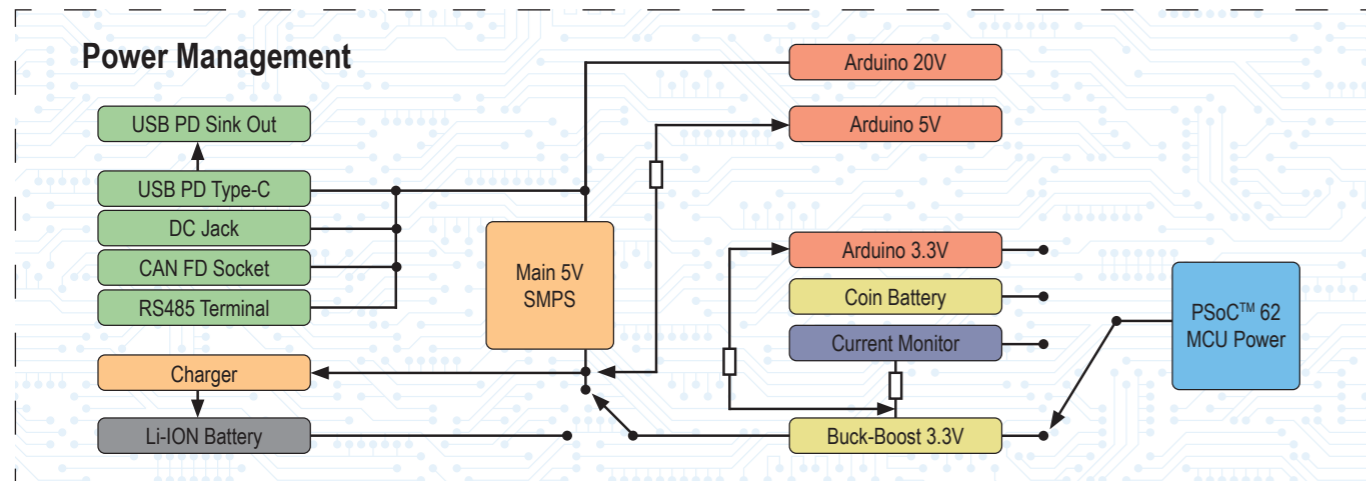 Power Management
Arduino 20V
USB PD Sink Out
Arduino 5V
USB PD Type-C
DC Jack
CAN FD Socket
RS485 Terminal
Main 5V
SMPS
Arduino 3.3V
Coin Battery
Current Monitor
PSoC™ 62
MCU Power
Charger
Li-ION Battery
Buck-Boost 3.3V